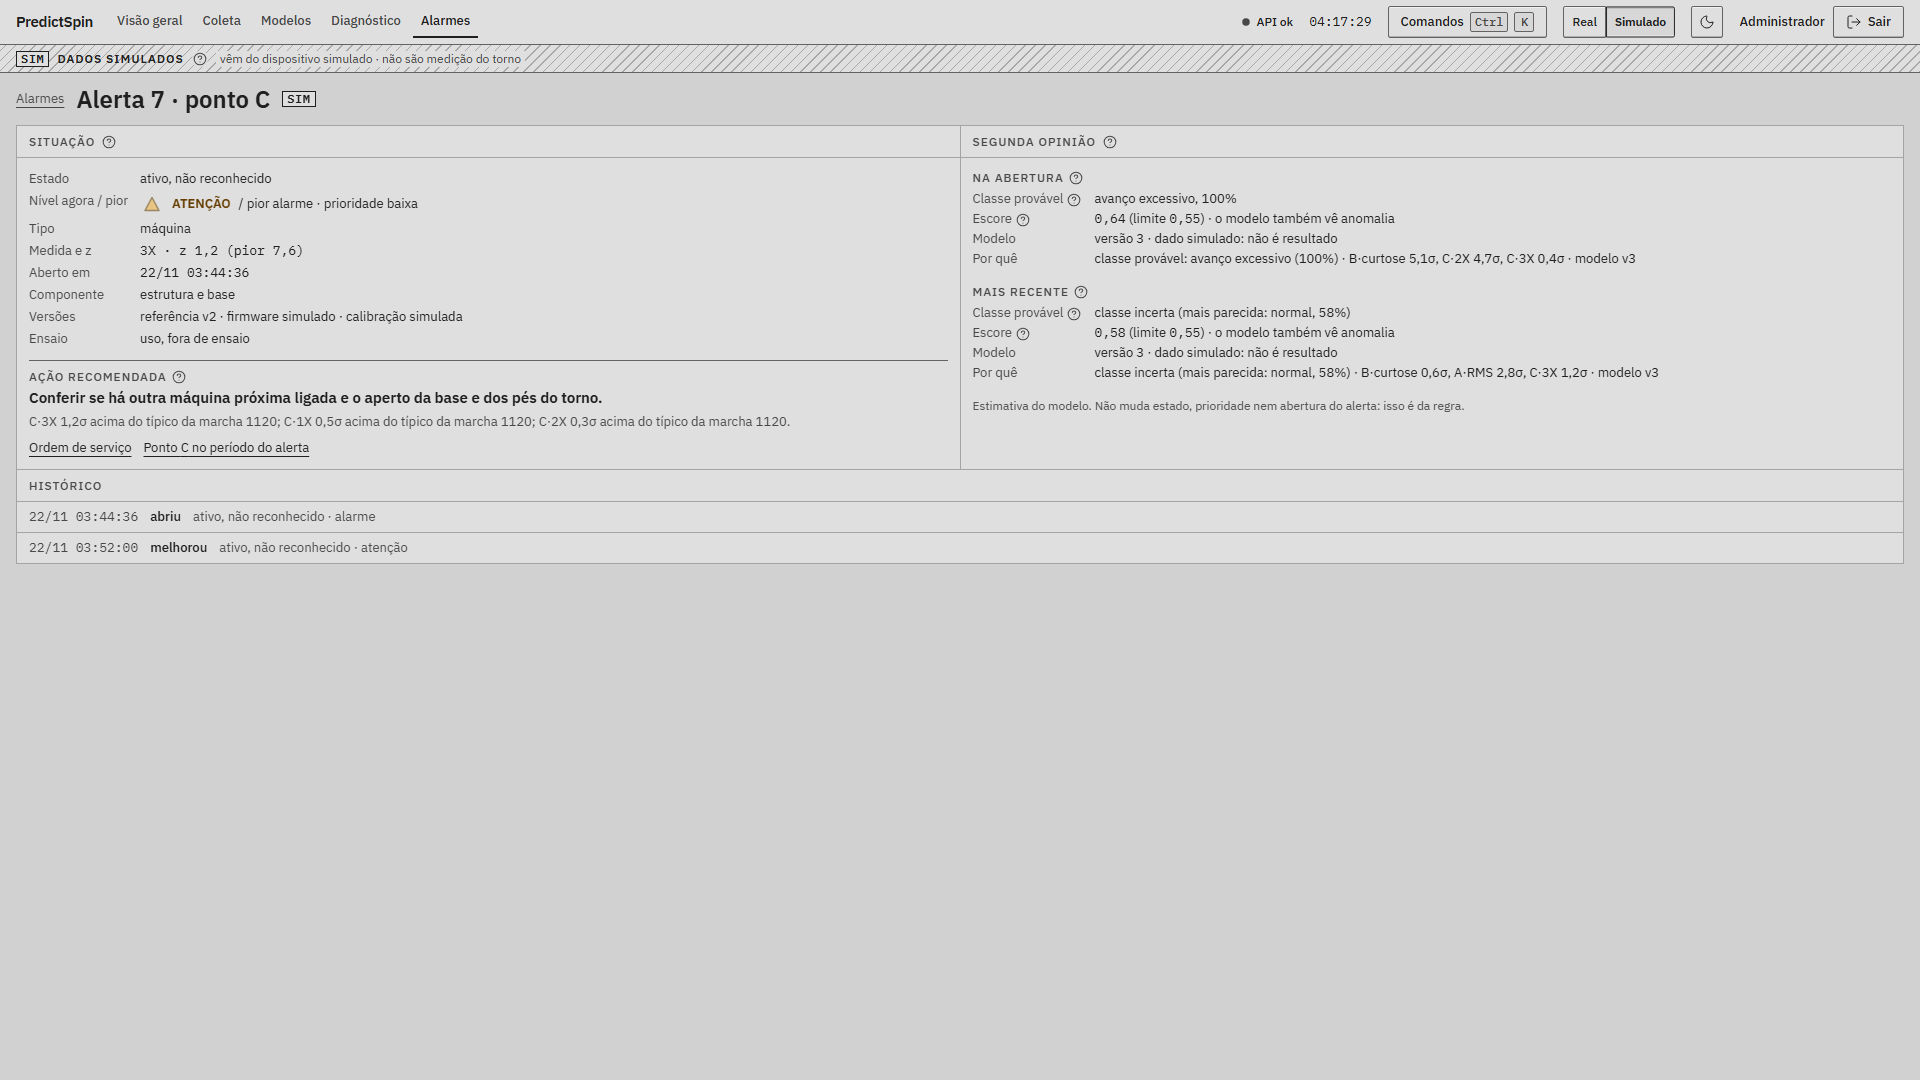 PredictSpin Visão geral Coleta Modelos Diagnóstico Alarmes API ok 04:17:29 Comandos Ctrl K Real Simulado Administrador Sair
SIM DADOS SIMULADOS vêm do dispositivo simulado · não são medição do torno
Alarmes Alerta 7 · ponto C SIM
SITUAÇÃO
Estado ativo, não reconhecido
Nível agora / pior ATENÇÃO / pior alarme · prioridade baixa
Tipo máquina
Medida e z 3X · z 1,2 (pior 7,6)
Aberto em 22/11 03:44:36
Componente estrutura e base
Versões referência v2 · firmware simulado · calibração simulada
Ensaio uso, fora de ensaio
AÇÃO RECOMENDADA
Conferir se há outra máquina próxima ligada e o aperto da base e dos pés do torno.
C·3X 1,2σ acima do típico da marcha 1120; C·1X 0,5σ acima do típico da marcha 1120; C·2X 0,3σ acima do típico da marcha 1120.
Ordem de serviço Ponto C no período do alerta
SEGUNDA OPINIÃO
NA ABERTURA
Classe provável avanço excessivo, 100%
Escore 0,64 (limite 0,55) · o modelo também vê anomalia
Modelo versão 3 · dado simulado: não é resultado
Por quê classe provável: avanço excessivo (100%) · B·curtose 5,1σ, C·2X 4,7σ, C·3X 0,4σ · modelo v3
MAIS RECENTE
Classe provável classe incerta (mais parecida: normal, 58%)
Escore 0,58 (limite 0,55) · o modelo também vê anomalia
Modelo versão 3 · dado simulado: não é resultado
Por quê classe incerta (mais parecida: normal, 58%) · B·curtose 0,6σ, A·RMS 2,8σ, C·3X 1,2σ · modelo v3
Estimativa do modelo. Não muda estado, prioridade nem abertura do alerta: isso é da regra.
HISTÓRICO
22/11 03:44:36 abriu ativo, não reconhecido · alarme
22/11 03:52:00 melhorou ativo, não reconhecido · atenção